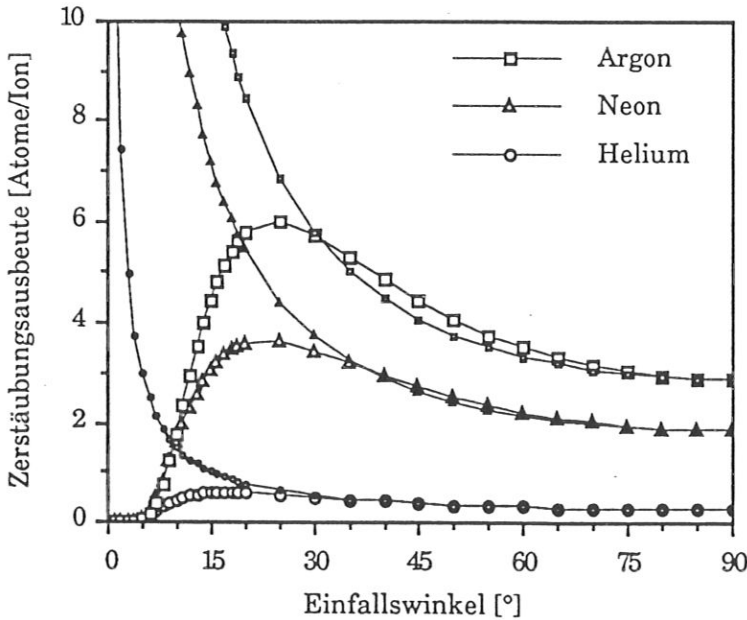 Zerstäubungsausbeute [Atome/Ion]
10
8
6
4
2
0
Argon
Neon
Helium
0 15 30 45 60 75 90
Einfallswinkel [°]